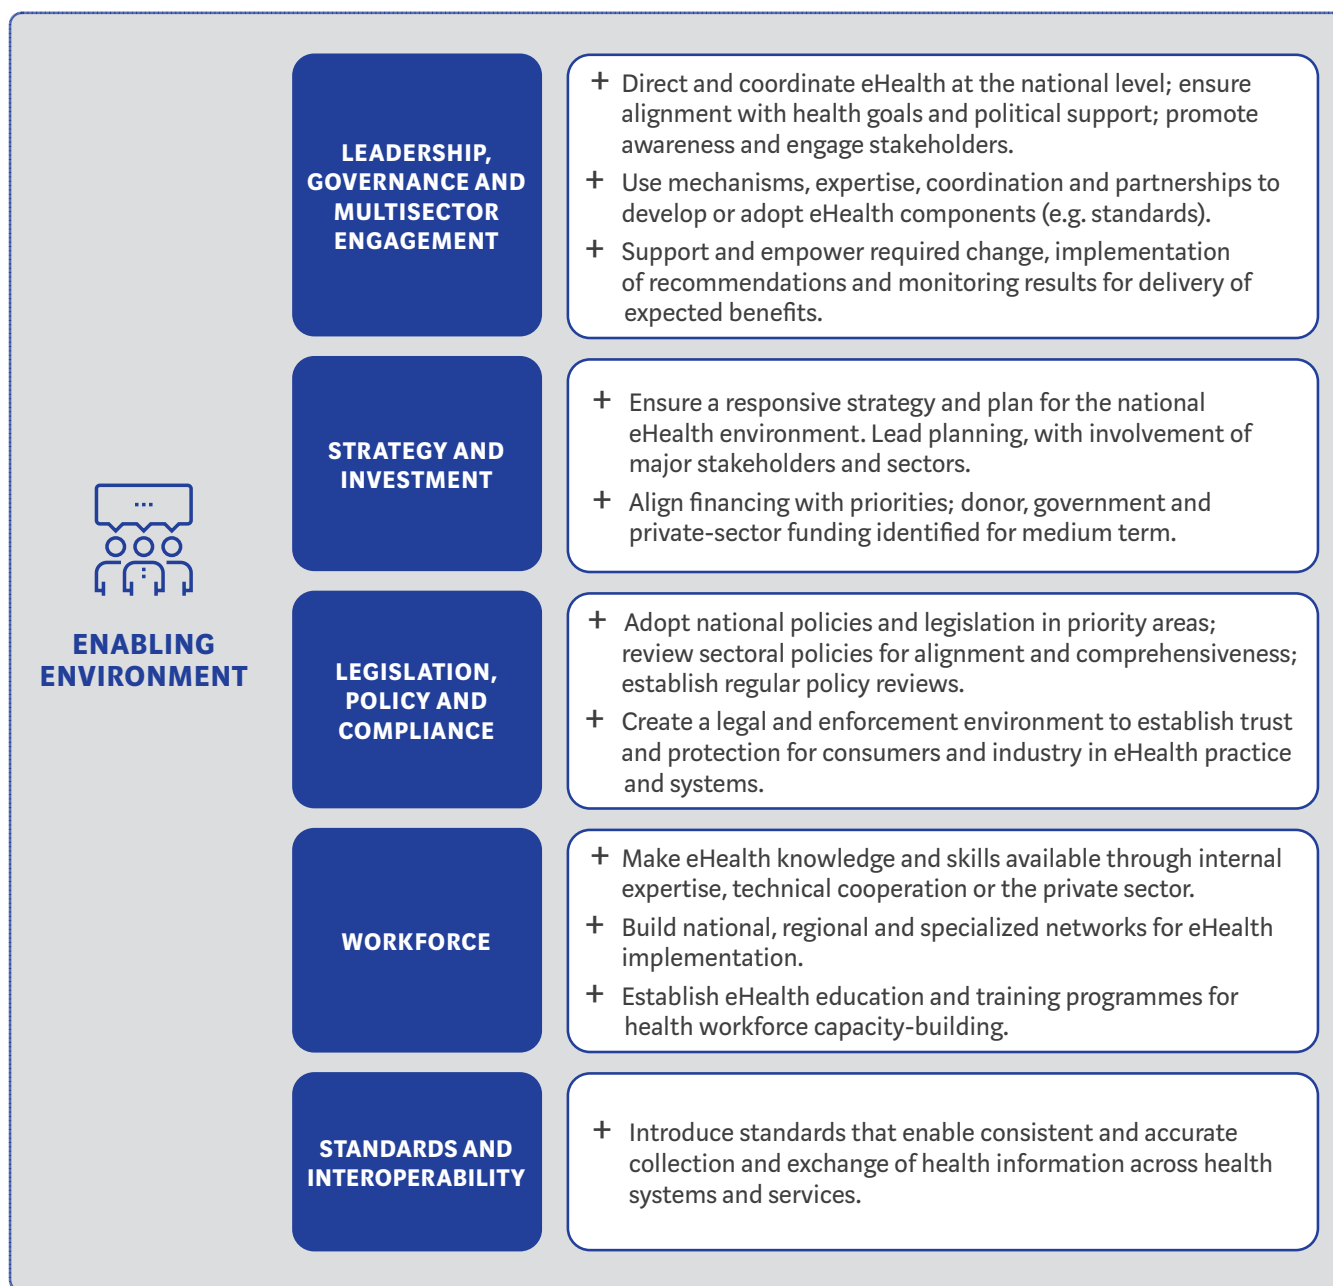 ENABLING
ENVIRONMENT
LEADERSHIP,
GOVERNANCE AND
MULTISECTOR
ENGAGEMENT
+ Direct and coordinate eHealth at the national level; ensure
alignment with health goals and political support; promote
awareness and engage stakeholders.
+ Use mechanisms, expertise, coordination and partnerships to
develop or adopt eHealth components (e.g. standards).
+ Support and empower required change, implementation
of recommendations and monitoring results for delivery of
expected benefits.
STRATEGY AND
INVESTMENT
+ Ensure a responsive strategy and plan for the national
eHealth environment. Lead planning, with involvement of
major stakeholders and sectors.
+ Align financing with priorities; donor, government and
private-sector funding identified for medium term.
LEGISLATION,
POLICY AND
COMPLIANCE
+ Adopt national policies and legislation in priority areas;
review sectoral policies for alignment and comprehensiveness;
establish regular policy reviews.
+ Create a legal and enforcement environment to establish trust
and protection for consumers and industry in eHealth practice
and systems.
WORKFORCE
+ Make eHealth knowledge and skills available through internal
expertise, technical cooperation or the private sector.
+ Build national, regional and specialized networks for eHealth
implementation.
+ Establish eHealth education and training programmes for
health workforce capacity-building.
STANDARDS AND
INTEROPERABILITY
+ Introduce standards that enable consistent and accurate
collection and exchange of health information across health
systems and services.